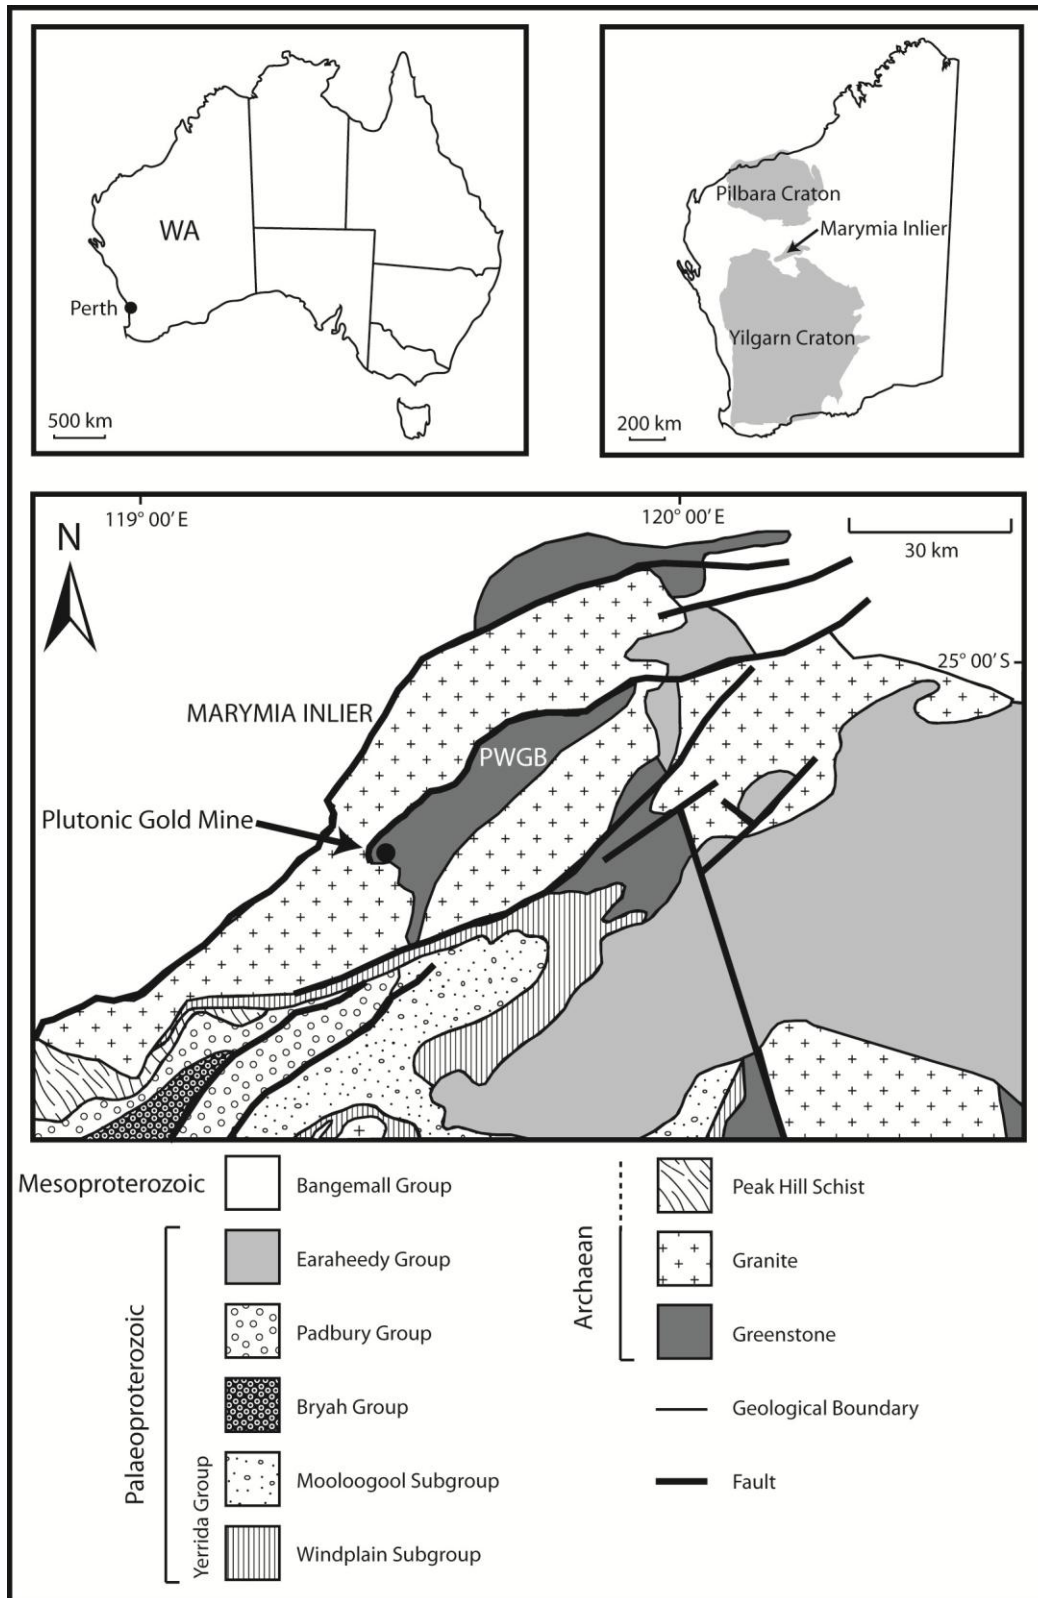 WA
Perth
500 km
Pilbara Craton
Marymia Inlier
Yilgarn Craton
200 km
119° 00′ E
120° 00′ E
N
30 km
25° 00′ S
MARYMIA INLIER
PWGB
Plutonic Gold Mine
Mesoproterozoic
Bangemall Group
Palaeoproterozoic
Earaheedy Group
Padbury Group
Bryah Group
Yerrida Group
Mooloogool Subgroup
Windplain Subgroup
Archaean
Peak Hill Schist
Granite
Greenstone
Geological Boundary
Fault